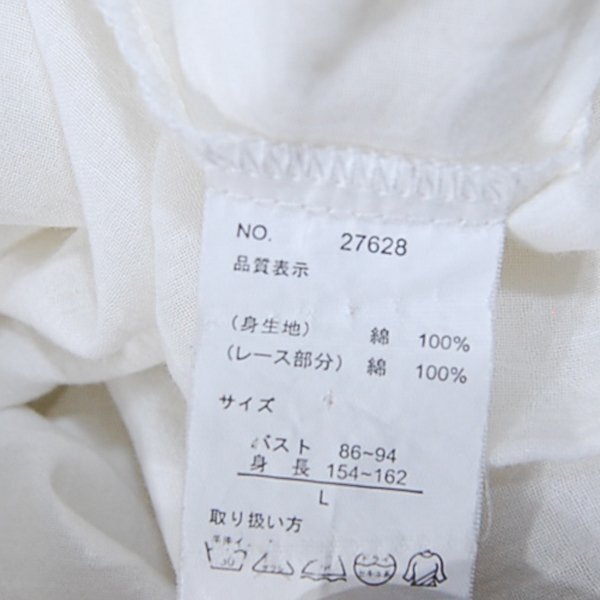 NO. 27628
品質表示
(身生地) 綿 100%
(レース部分) 綿 100%
サイズ
バスト 86~94
身長 154~162
L
取り扱い方
30